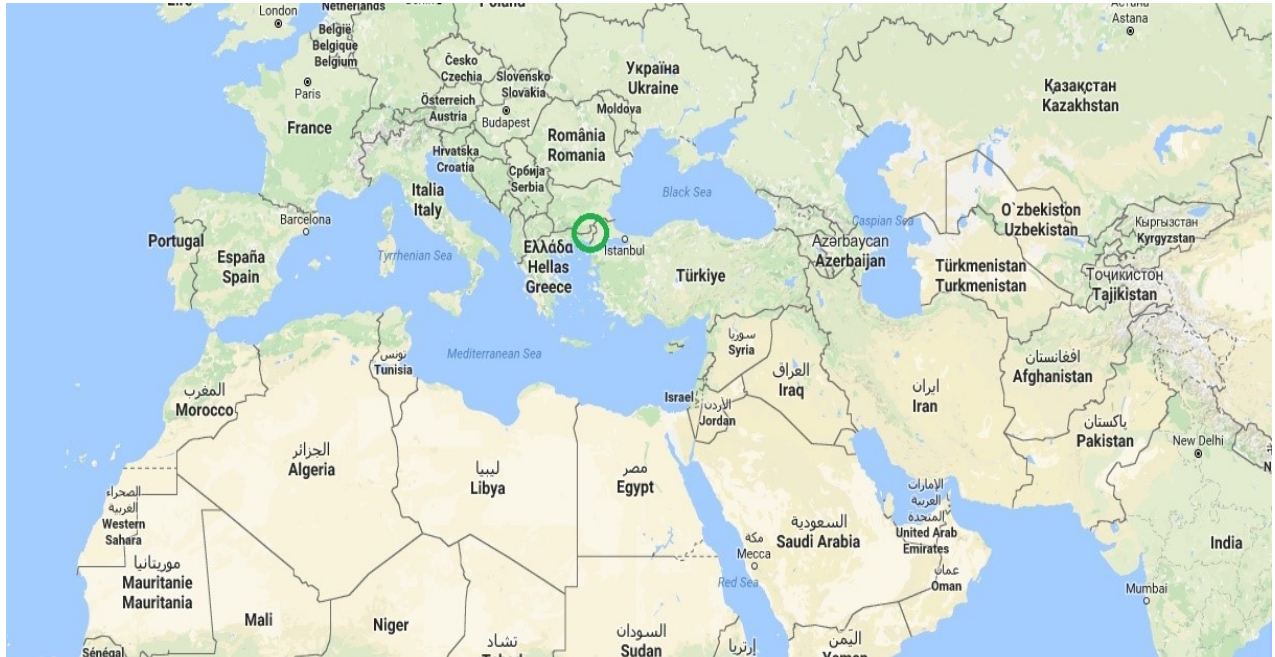 London
Netherlands
België
Belgique
Belgium
Paris
France
Česko
Czechia
Slovensko
Slovakia
Österreich
Austria
Budapest
Україна
Ukraine
Moldova
România
Romania
Hrvatska
Croatia
Србија
Serbia
Italia
Italy
Black Sea
Астана
Astana
Қазақстан
Kazakhstan
Caspian Sea
O`zbekiston
Uzbekistan
Кыргызстан
Kyrgyzstan
Portugal
España
Spain
Barcelona
Tyrrhenian Sea
Ελλάδα
Hellas
Greece
Istanbul
Türkiye
Azərbaycan
Azerbaijan
Türkmenistan
Turkmenistan
Тоҷикистон
Tajikistan
Mediterranean Sea
تونس
Tunisia
المغرب
Morocco
سوريا
Syria
العراق
Iraq
ایران
Iran
افغانستان
Afghanistan
Israel
الأردن
Jordan
پاکستان
Pakistan
New Delhi
الجزائر
Algeria
ليبيا
Libya
مصر
Egypt
الصحراء
الغربية
Western
Sahara
السعودية
Saudi Arabia
مكة
Mecca
الإمارات
العربية
المتحدة
United Arab
Emirates
India
موريتانيا
Mauritanie
Mauritania
Red Sea
عمان
Oman
Mumbai
Mali
Niger
تشاد
السودان
Sudan
إرتريا
اليمن
Sénégal